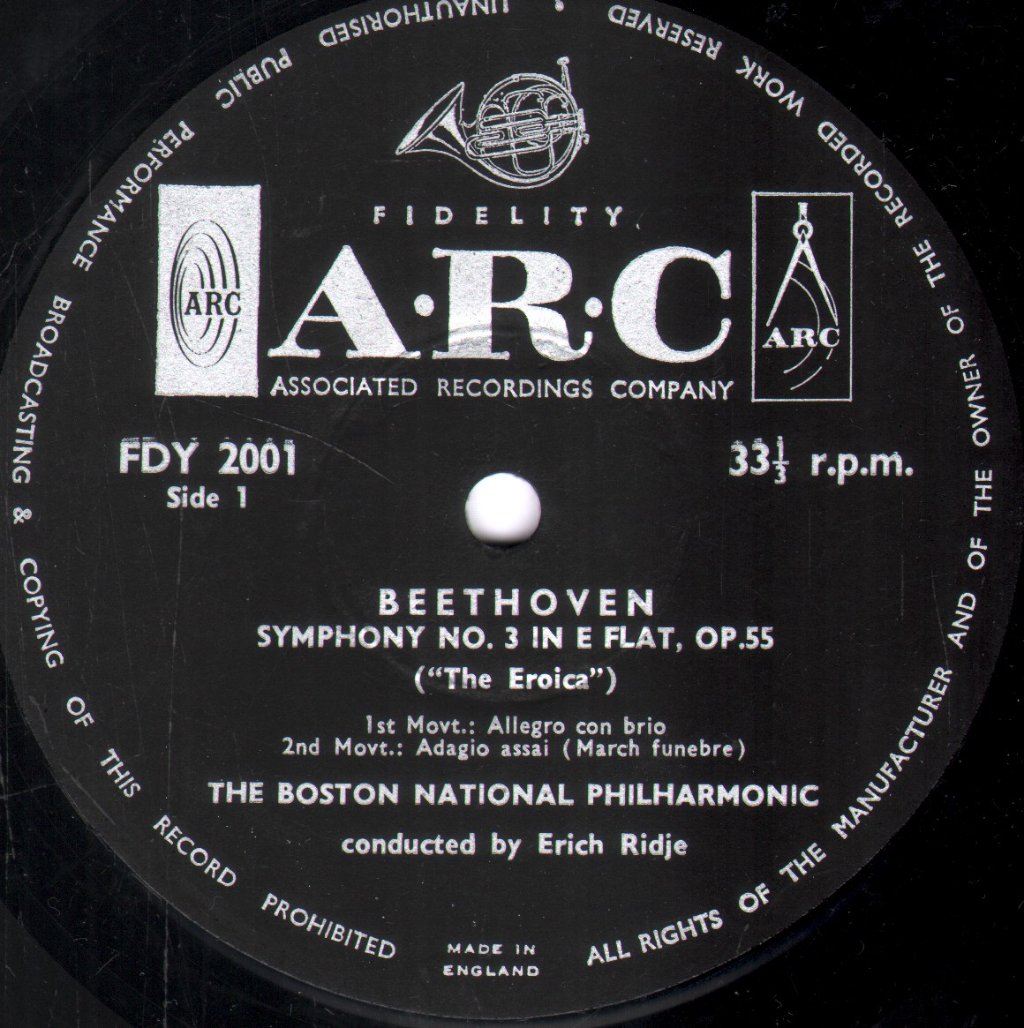 FIDELITY
ARC
A·R·C
ARC
ASSOCIATED RECORDINGS COMPANY
FDY 2001
33⅓ r.p.m.
Side 1
BEETHOVEN
SYMPHONY NO. 3 IN E FLAT, OP.55
("The Eroica")
1st Movt.: Allegro con brio
2nd Movt.: Adagio assai (March funebre)
THE BOSTON NATIONAL PHILHARMONIC
conducted by Erich Ridje
MADE IN
ENGLAND
ALL RIGHTS OF THE MANUFACTURER AND OF THE OWNER OF THE RECORDED WORK RESERVED • UNAUTHORISED PUBLIC PERFORMANCE BROADCASTING & COPYING OF THIS RECORD PROHIBITED